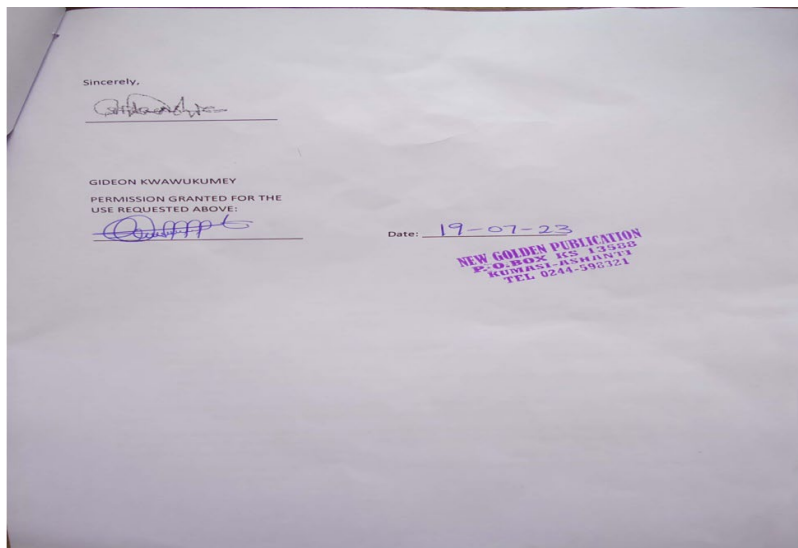 Sincerely,
GIDEON KWAWUKUMEY
PERMISSION GRANTED FOR THE
USE REQUESTED ABOVE:
Date: 19-07-23
NEW GOLDEN PUBLICATION
P.O.BOX KS 13588
KUMASI-ASHANTI
TEL 0244-598321